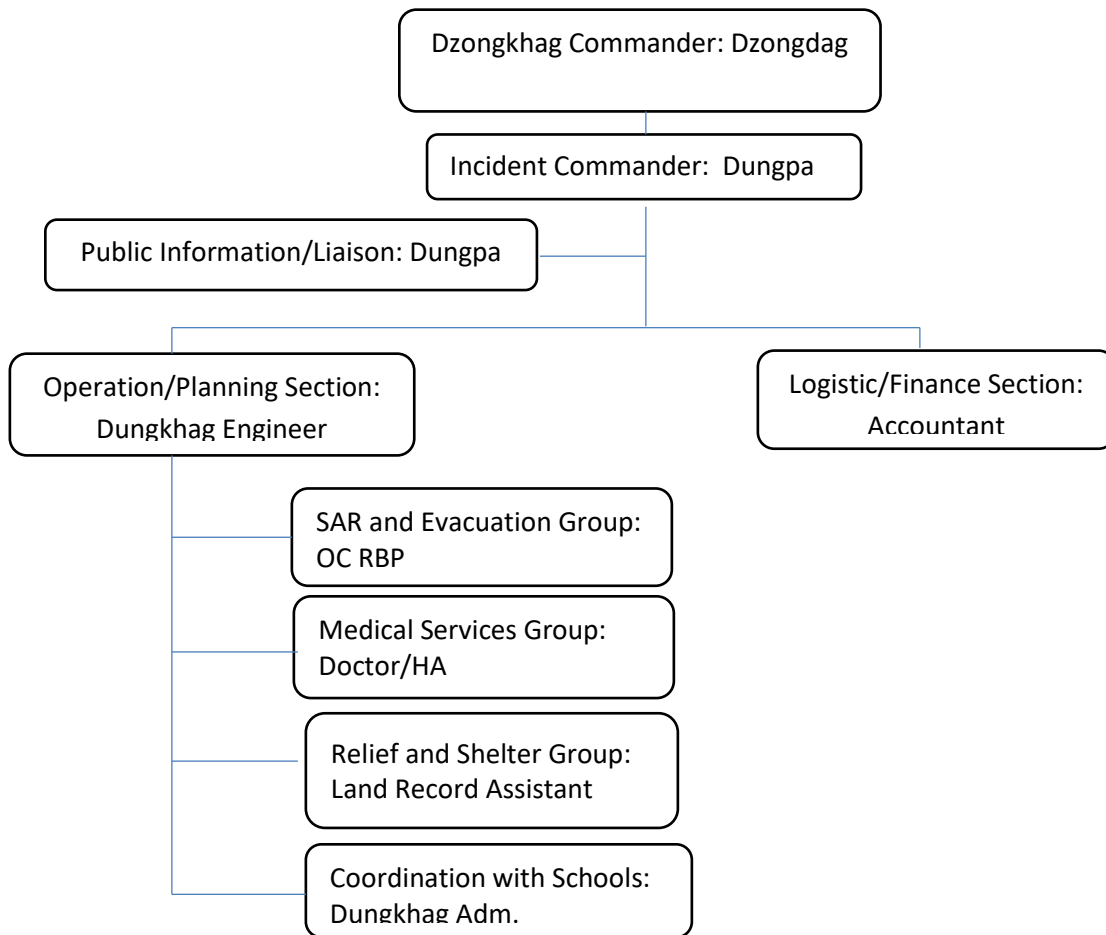 Dzongkhag Commander: Dzongdag
Incident Commander: Dungpa
Public Information/Liaison: Dungpa
Operation/Planning Section:
Dungkhag Engineer
Logistic/Finance Section:
Accountant
SAR and Evacuation Group:
OC RBP
Medical Services Group:
Doctor/HA
Relief and Shelter Group:
Land Record Assistant
Coordination with Schools:
Dungkhag Adm.